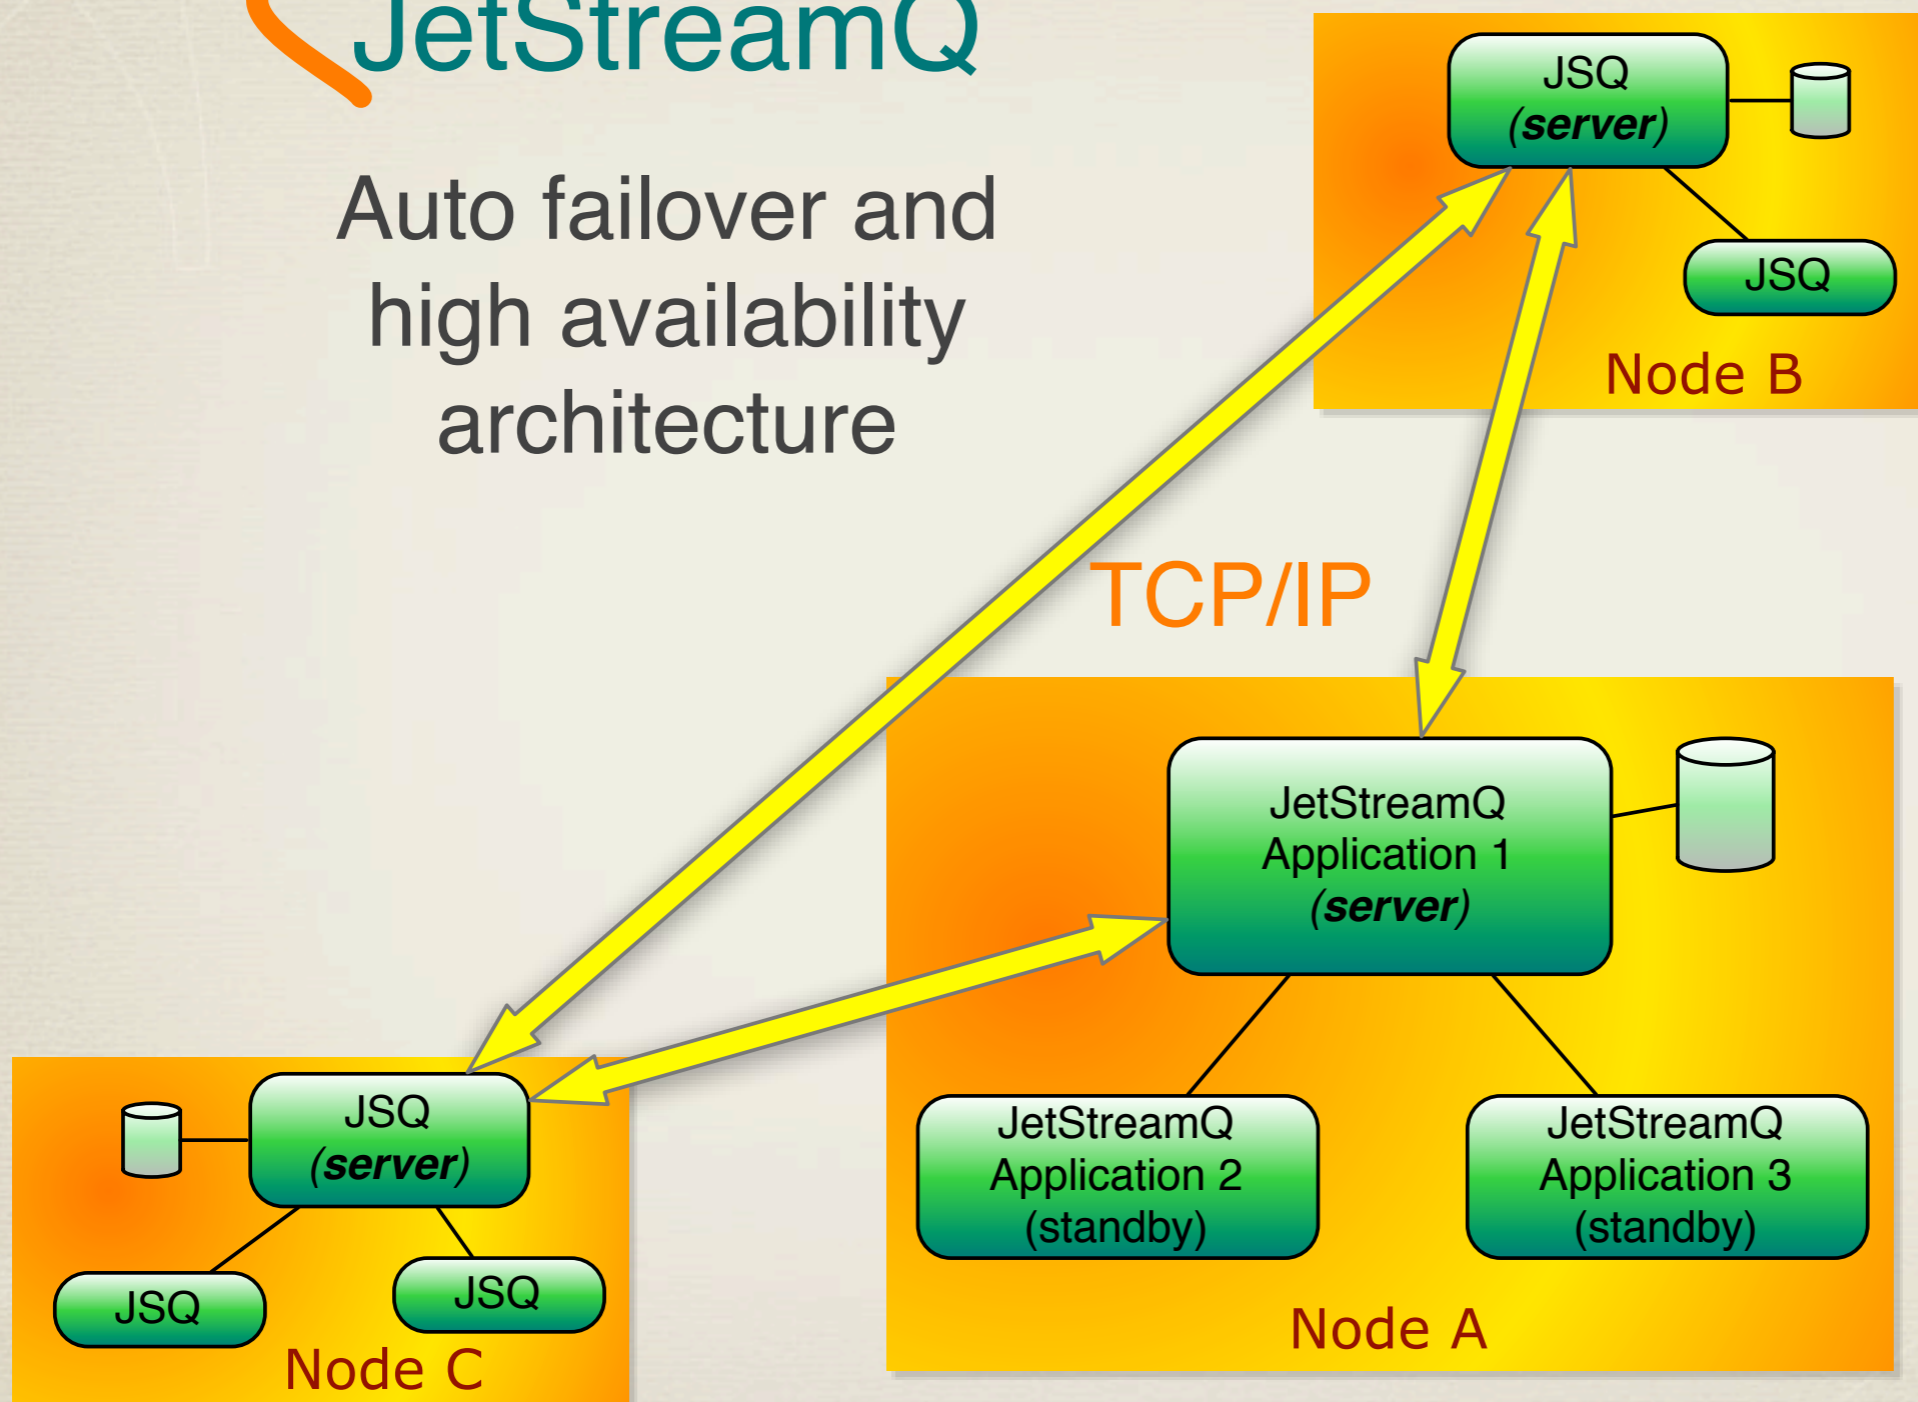 JetStreamQ
Auto failover and
high availability
architecture
JSQ
(server)
JSQ
Node B
TCP/IP
JetStreamQ
Application 1
(server)
JetStreamQ
Application 2
(standby)
JetStreamQ
Application 3
(standby)
Node A
JSQ
(server)
JSQ
JSQ
Node C